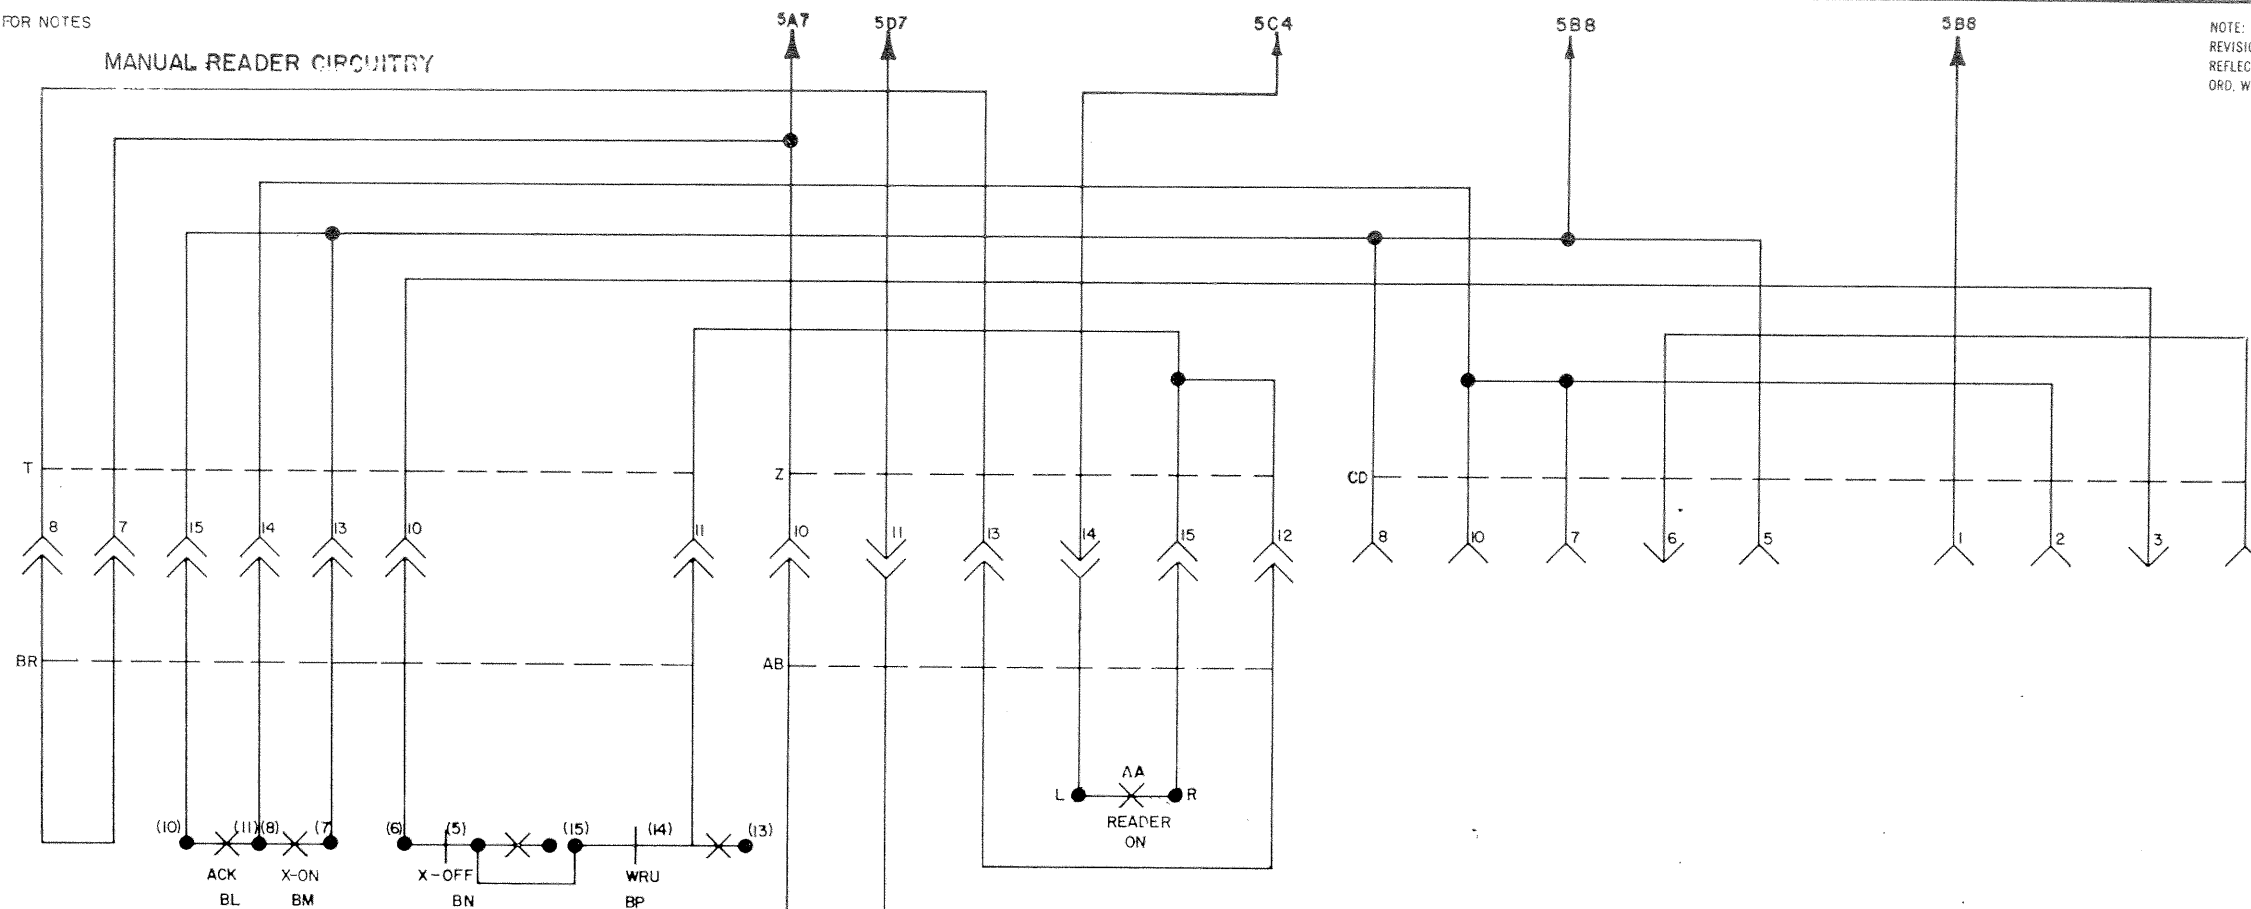 FOR NOTES
5A7
5D7
5C4
5B8
5B8
NOTE:
MANUAL READER CIRCUITRY
T
Z
CD
8
7
15
14
13
10
11
10
11
13
14
15
12
8
10
7
6
5
1
2
3
BR
AB
AA
L
R
READER
ON
(10)
(11)
(8)
(7)
(6)
(5)
(15)
(14)
(13)
ACK
X-ON
X-OFF
WRU
BL
BM
BN
BP